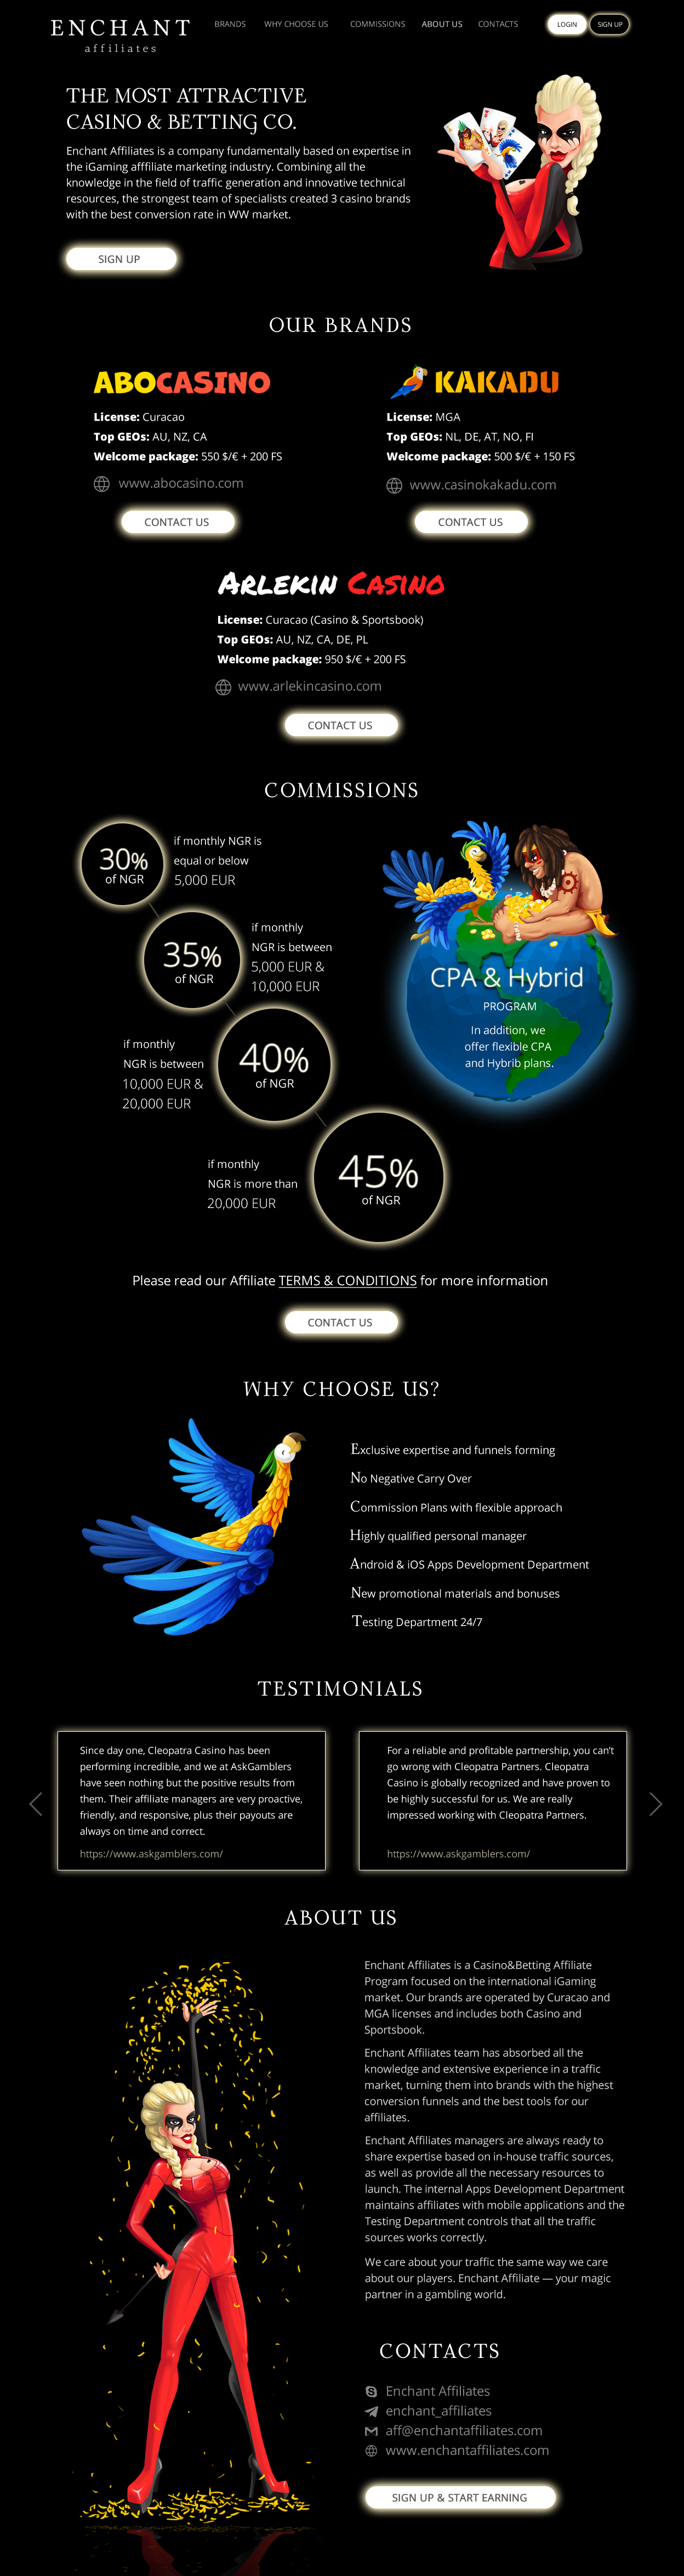 ENCHANT
affiliates
BRANDS
WHY CHOOSE US
COMMISSIONS
ABOUT US
CONTACTS
LOGIN
SIGN UP
THE MOST ATTRACTIVE
CASINO & BETTING CO.
Enchant Affiliates is a company fundamentally based on expertise in
the iGaming afffiliate marketing industry. Combining all the
knowledge in the field of traffic generation and innovative technical
resources, the strongest team of specialists created 3 casino brands
with the best conversion rate in WW market.
SIGN UP
OUR BRANDS
ABOCASINO
License: Curacao
Top GEOs: AU, NZ, CA
Welcome package: 550 $/€ + 200 FS
www.abocasino.com
CONTACT US
KAKADU
License: MGA
Top GEOs: NL, DE, AT, NO, FI
Welcome package: 500 $/€ + 150 FS
www.casinokakadu.com
CONTACT US
ARLEKIN CASINO
License: Curacao (Casino & Sportsbook)
Top GEOs: AU, NZ, CA, DE, PL
Welcome package: 950 $/€ + 200 FS
www.arlekincasino.com
CONTACT US
COMMISSIONS
30%
of NGR
if monthly NGR is
equal or below
5,000 EUR
35%
of NGR
if monthly
NGR is between
5,000 EUR &
10,000 EUR
if monthly
NGR is between
10,000 EUR &
20,000 EUR
40%
of NGR
if monthly
NGR is more than
20,000 EUR
45%
of NGR
CPA & Hybrid
PROGRAM
In addition, we
offer flexible CPA
and Hybrib plans.
Please read our Affiliate TERMS & CONDITIONS for more information
CONTACT US
WHY CHOOSE US?
Exclusive expertise and funnels forming
No Negative Carry Over
Commission Plans with flexible approach
Highly qualified personal manager
Android & iOS Apps Development Department
New promotional materials and bonuses
Testing Department 24/7
TESTIMONIALS
Since day one, Cleopatra Casino has been
performing incredible, and we at AskGamblers
have seen nothing but the positive results from
them. Their affiliate managers are very proactive,
friendly, and responsive, plus their payouts are
always on time and correct.
https://www.askgamblers.com/
For a reliable and profitable partnership, you can't
go wrong with Cleopatra Partners. Cleopatra
Casino is globally recognized and have proven to
be highly successful for us. We are really
impressed working with Cleopatra Partners.
https://www.askgamblers.com/
ABOUT US
Enchant Affiliates is a Casino&Betting Affiliate
Program focused on the international iGaming
market. Our brands are operated by Curacao and
MGA licenses and includes both Casino and
Sportsbook.
Enchant Affiliates team has absorbed all the
knowledge and extensive experience in a traffic
market, turning them into brands with the highest
conversion funnels and the best tools for our
affiliates.
Enchant Affiliates managers are always ready to
share expertise based on in-house traffic sources,
as well as provide all the necessary resources to
launch. The internal Apps Development Department
maintains affiliates with mobile applications and the
Testing Department controls that all the traffic
sources works correctly.
We care about your traffic the same way we care
about our players. Enchant Affiliate — your magic
partner in a gambling world.
CONTACTS
Enchant Affiliates
enchant_affiliates
aff@enchantaffiliates.com
www.enchantaffiliates.com
SIGN UP & START EARNING